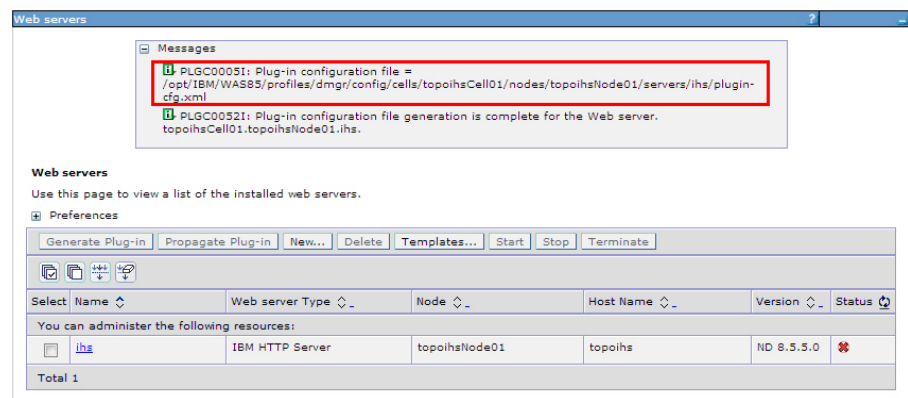 Web servers ? _
Messages
PLGC0005I: Plug-in configuration file =
/opt/IBM/WAS85/profiles/dmgr/config/cells/topoihsCell01/nodes/topoihsNode01/servers/ihs/plugin-
cfg.xml
PLGC0052I: Plug-in configuration file generation is complete for the Web server.
topoihsCell01.topoihsNode01.ihs.
Web servers
Use this page to view a list of the installed web servers.
Preferences
Generate Plug-in Propagate Plug-in New... Delete Templates... Start Stop Terminate
Select Name Web server Type Node Host Name Version Status
You can administer the following resources:
ihs IBM HTTP Server topoihsNode01 topoihs ND 8.5.5.0
Total 1